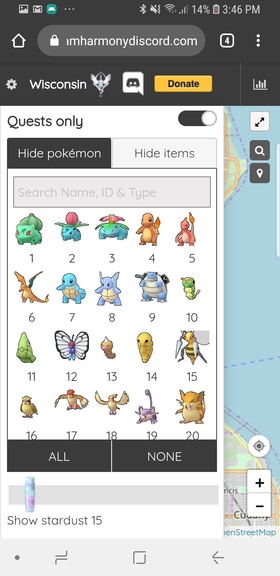 14% 3:46 PM
ımharmonydiscord.com 4
Wisconsin Donate
Quests only
Hide pokémon Hide items
Search Name, ID & Type
1 2 3 4 5
6 7 8 9 10
11 12 13 14 15
16 17 18 19 20
ALL NONE
Show stardust 15
+
−
Cudahy
penStreetMap